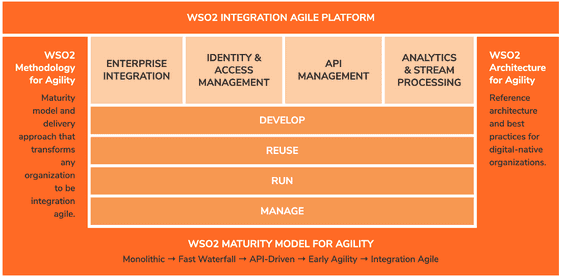 WSO2 INTEGRATION AGILE PLATFORM
WSO2
Methodology
for Agility
Maturity
model and
delivery
approach that
transforms
any
organization
to be
integration
agile.
ENTERPRISE
INTEGRATION
IDENTITY &
ACCESS
MANAGEMENT
API
MANAGEMENT
ANALYTICS
& STREAM
PROCESSING
DEVELOP
REUSE
RUN
MANAGE
WSO2
Architecture
for Agility
Reference
architecture
and best
practices for
digital-native
organizations.
WSO2 MATURITY MODEL FOR AGILITY
Monolithic → Fast Waterfall → API-Driven → Early Agility → Integration Agile